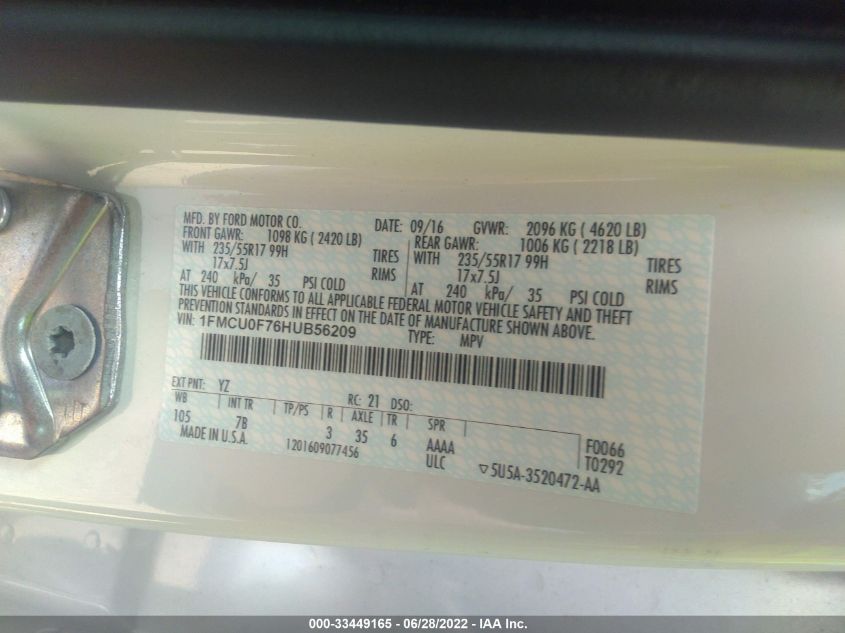 MFD. BY FORD MOTOR CO. DATE: 09/16 GVWR: 2096 KG ( 4620 LB)
FRONT GAWR: 1098 KG ( 2420 LB) REAR GAWR: 1006 KG ( 2218 LB)
WITH 235/55R17 99H TIRES WITH 235/55R17 99H TIRES
17x7.5J RIMS 17x7.5J RIMS
AT 240 kPa/ 35 PSI COLD AT 240 kPa/ 35 PSI COLD
THIS VEHICLE CONFORMS TO ALL APPLICABLE FEDERAL MOTOR VEHICLE SAFETY AND THEFT
PREVENTION STANDARDS IN EFFECT ON THE DATE OF MANUFACTURE SHOWN ABOVE.
VIN: 1FMCU0F76HUB56209 TYPE: MPV
EXT PNT: YZ RC: 21 DSO:
WB INT TR TP/PS R AXLE TR SPR
105 7B 3 35 6 AAAA F0066
MADE IN U.S.A. 1201609077456 ULC T0292
▽5U5A-3520472-AA
000-33449165 - 06/28/2022 - IAA Inc.